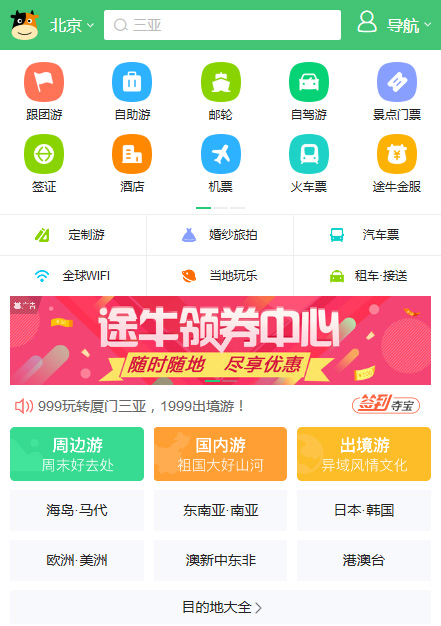 北京
三亚
导航
跟团游
自助游
邮轮
自驾游
景点门票
签证
酒店
机票
火车票
途牛金服
定制游
婚纱旅拍
汽车票
全球WIFI
当地玩乐
租车·接送
广告
途牛领券中心
随时随地 尽享优惠
999玩转厦门三亚，1999出境游！
签到夺宝
周边游
周末好去处
国内游
祖国大好山河
出境游
异域风情文化
海岛·马代
东南亚·南亚
日本·韩国
欧洲·美洲
澳新中东非
港澳台
目的地大全